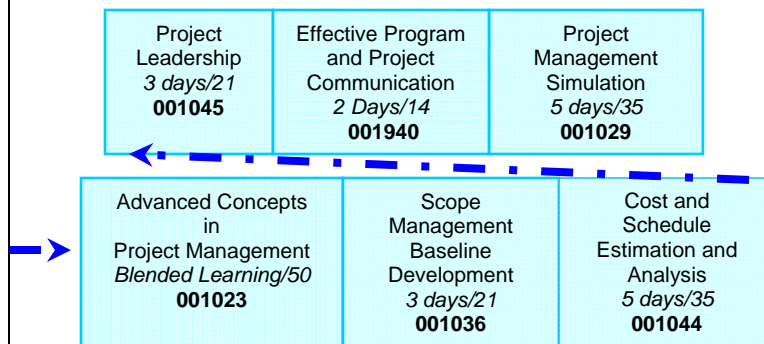 Project
Leadership
3 days/21
001045
Effective Program
and Project
Communication
2 Days/14
001940
Project
Management
Simulation
5 days/35
001029
Advanced Concepts
in
Project Management
Blended Learning/50
001023
Scope
Management
Baseline
Development
3 days/21
001036
Cost and
Schedule
Estimation and
Analysis
5 days/35
001044